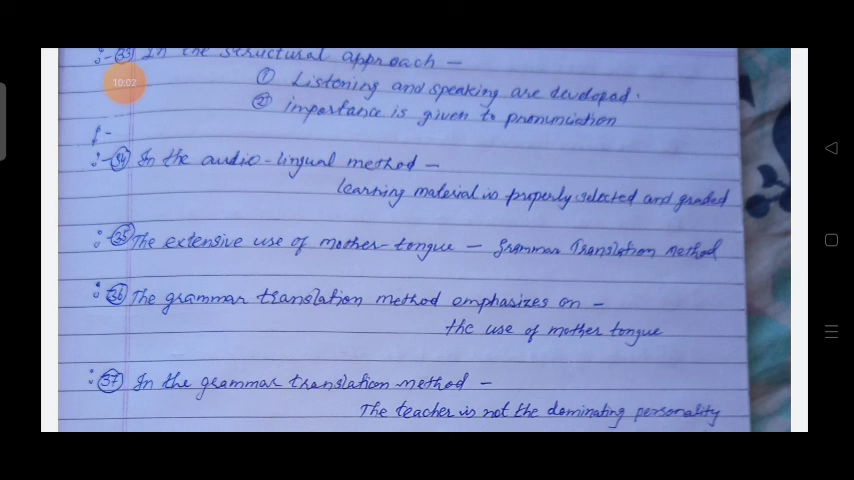 :-(33) In the structural approach —
① Listening and speaking are developed.
② importance is given to pronunciation
10:02
:-(34) In the audio-lingual method —
learning material is properly selected and graded
:-(35) The extensive use of mother-tongue — Grammar Translation Method
:-(36) The grammar translation method emphasizes on —
the use of mother tongue
:-(37) In the grammar translation method —
The teacher is not the dominating personality